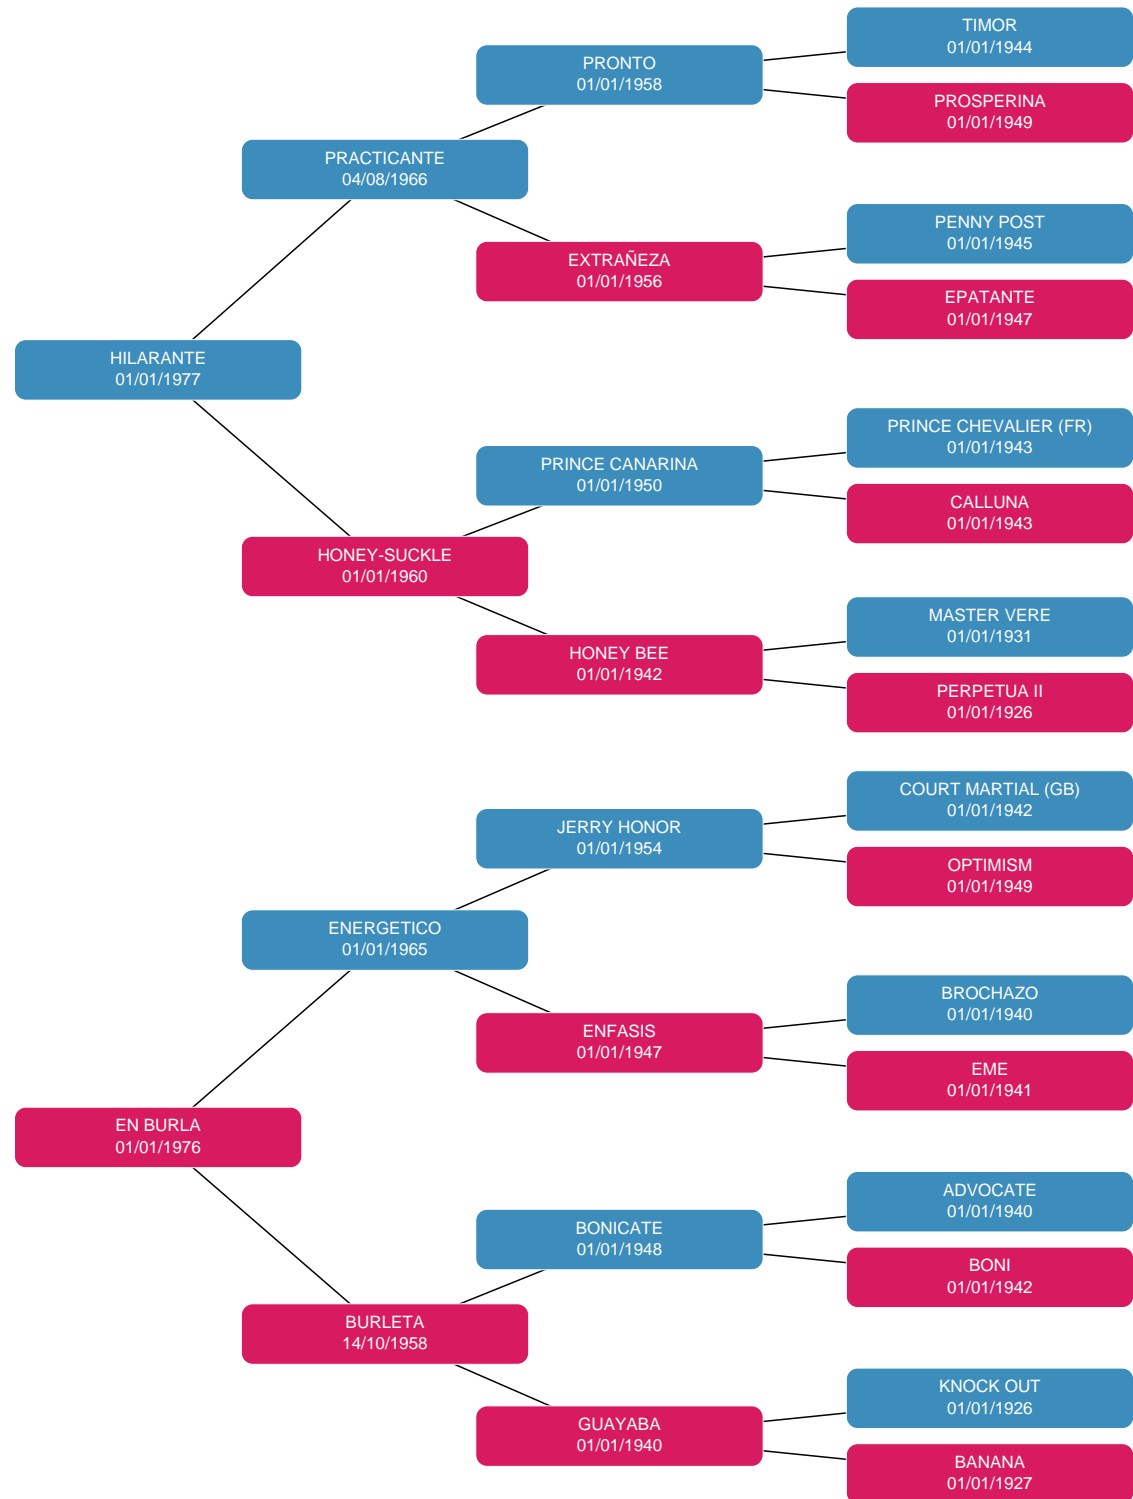 TIMOR
01/01/1944
PRONTO
01/01/1958
PROSPERINA
01/01/1949
PRACTICANTE
04/08/1966
PENNY POST
01/01/1945
EXTRAÑEZA
01/01/1956
EPATANTE
01/01/1947
HILARANTE
01/01/1977
PRINCE CHEVALIER (FR)
01/01/1943
PRINCE CANARINA
01/01/1950
CALLUNA
01/01/1943
HONEY-SUCKLE
01/01/1960
MASTER VERE
01/01/1931
HONEY BEE
01/01/1942
PERPETUA II
01/01/1926
COURT MARTIAL (GB)
01/01/1942
JERRY HONOR
01/01/1954
OPTIMISM
01/01/1949
ENERGETICO
01/01/1965
BROCHAZO
01/01/1940
ENFASIS
01/01/1947
EME
01/01/1941
EN BURLA
01/01/1976
ADVOCATE
01/01/1940
BONICATE
01/01/1948
BONI
01/01/1942
BURLETA
14/10/1958
KNOCK OUT
01/01/1926
GUAYABA
01/01/1940
BANANA
01/01/1927